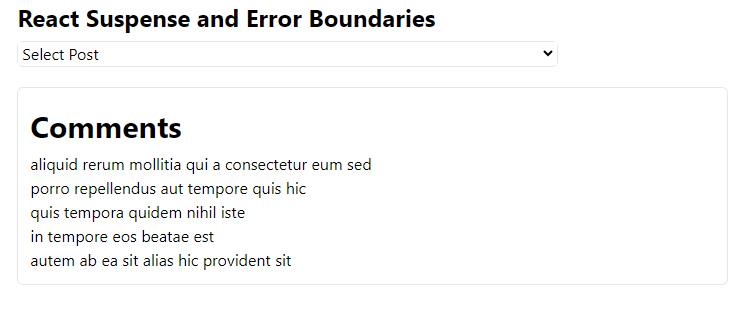 React Suspense and Error Boundaries
Select Post
Comments
aliquid rerum mollitia qui a consectetur eum sed
porro repellendus aut tempore quis hic
quis tempora quidem nihil iste
in tempore eos beatae est
autem ab ea sit alias hic provident sit